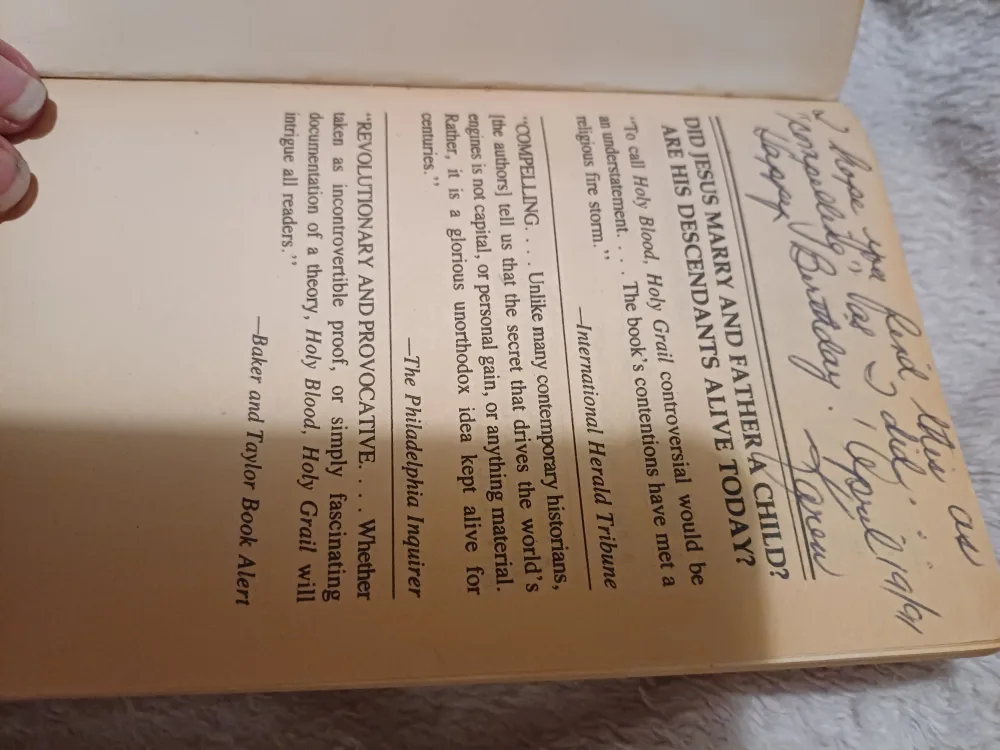 I hope you find this as
as I did.
Happy Birthday. April 19/91
Karen
DID JESUS MARRY AND FATHER A CHILD?
ARE HIS DESCENDANTS ALIVE TODAY?
"To call Holy Blood, Holy Grail controversial would be
an understatement. . . . The book's contentions have met a
religious fire storm."
—International Herald Tribune
"COMPELLING. . . . Unlike many contemporary historians,
[the authors] tell us that the secret that drives the world's
engines is not capital, or personal gain, or anything material.
Rather, it is a glorious unorthodox idea kept alive for
centuries."
—The Philadelphia Inquirer
"REVOLUTIONARY AND PROVOCATIVE. . . . Whether
taken as incontrovertible proof, or simply fascinating
documentation of a theory, Holy Blood, Holy Grail will
intrigue all readers."
—Baker and Taylor Book Alert